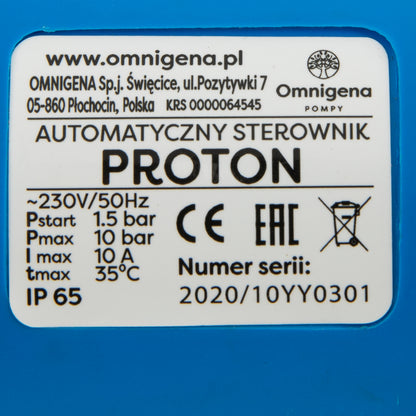 www.omnigena.pl
OMNIGENA Sp.j. Święcice, ul.Pozytywki 7
05-860 Płochocin, Polska KRS 0000064545
Omnigena
POMPY
AUTOMATYCZNY STEROWNIK
PROTON
~230V/50Hz
Pstart 1.5 bar
Pmax 10 bar
I max 10 A
tmax 35°C
IP 65
CE EAC
Numer serii:
2020/10YY0301